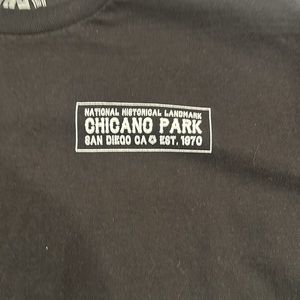 NATIONAL HISTORICAL LANDMARK
CHICANO PARK
SAN DIEGO CA EST. 1970